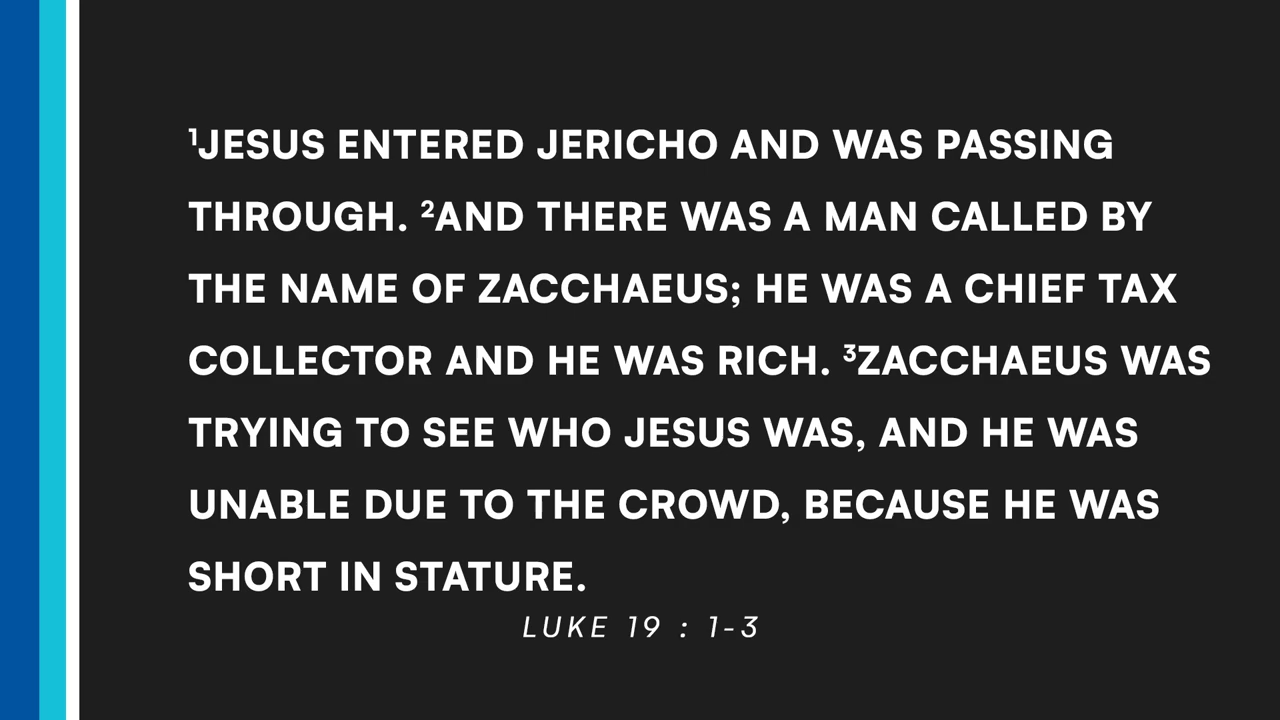 ¹JESUS ENTERED JERICHO AND WAS PASSING
THROUGH. ²AND THERE WAS A MAN CALLED BY
THE NAME OF ZACCHAEUS; HE WAS A CHIEF TAX
COLLECTOR AND HE WAS RICH. ³ZACCHAEUS WAS
TRYING TO SEE WHO JESUS WAS, AND HE WAS
UNABLE DUE TO THE CROWD, BECAUSE HE WAS
SHORT IN STATURE.
LUKE 19 : 1-3